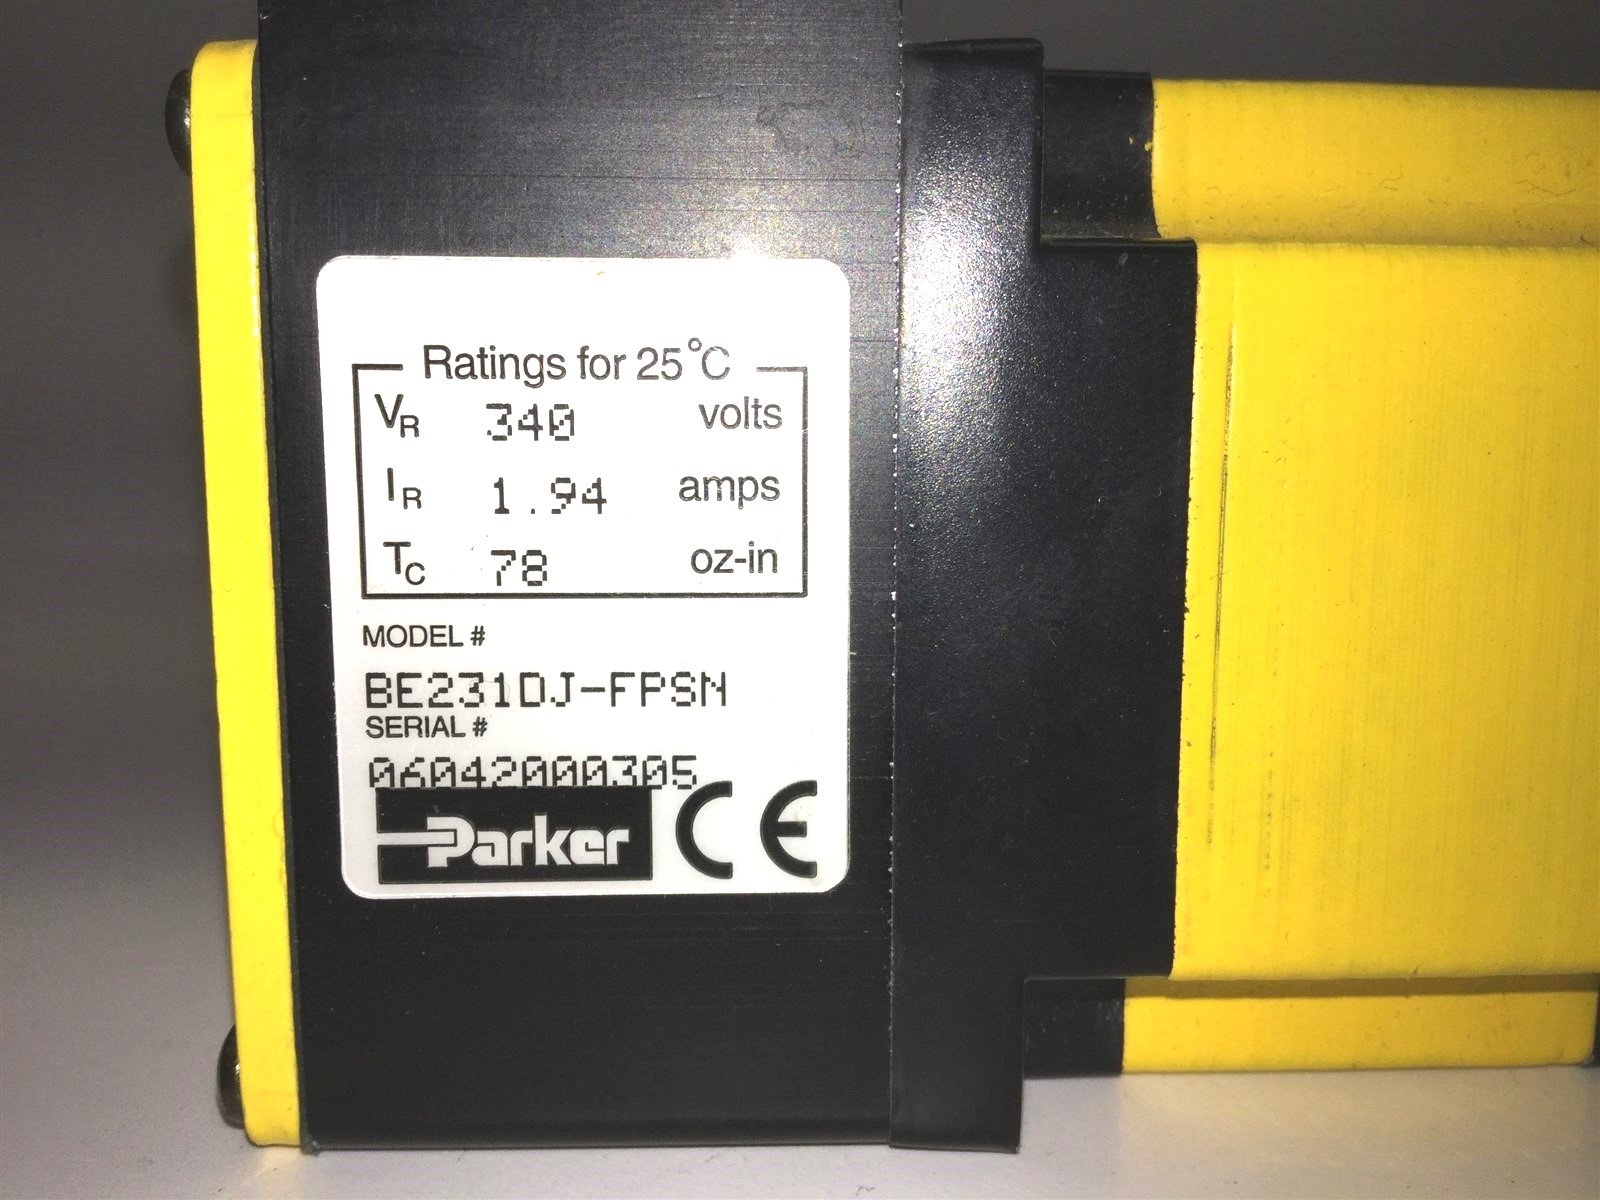 Ratings for 25°C
VR 340 volts
IR 1.94 amps
TC 78 oz-in
MODEL #
BE231DJ-FPSN
SERIAL #
06042000305
Parker CE